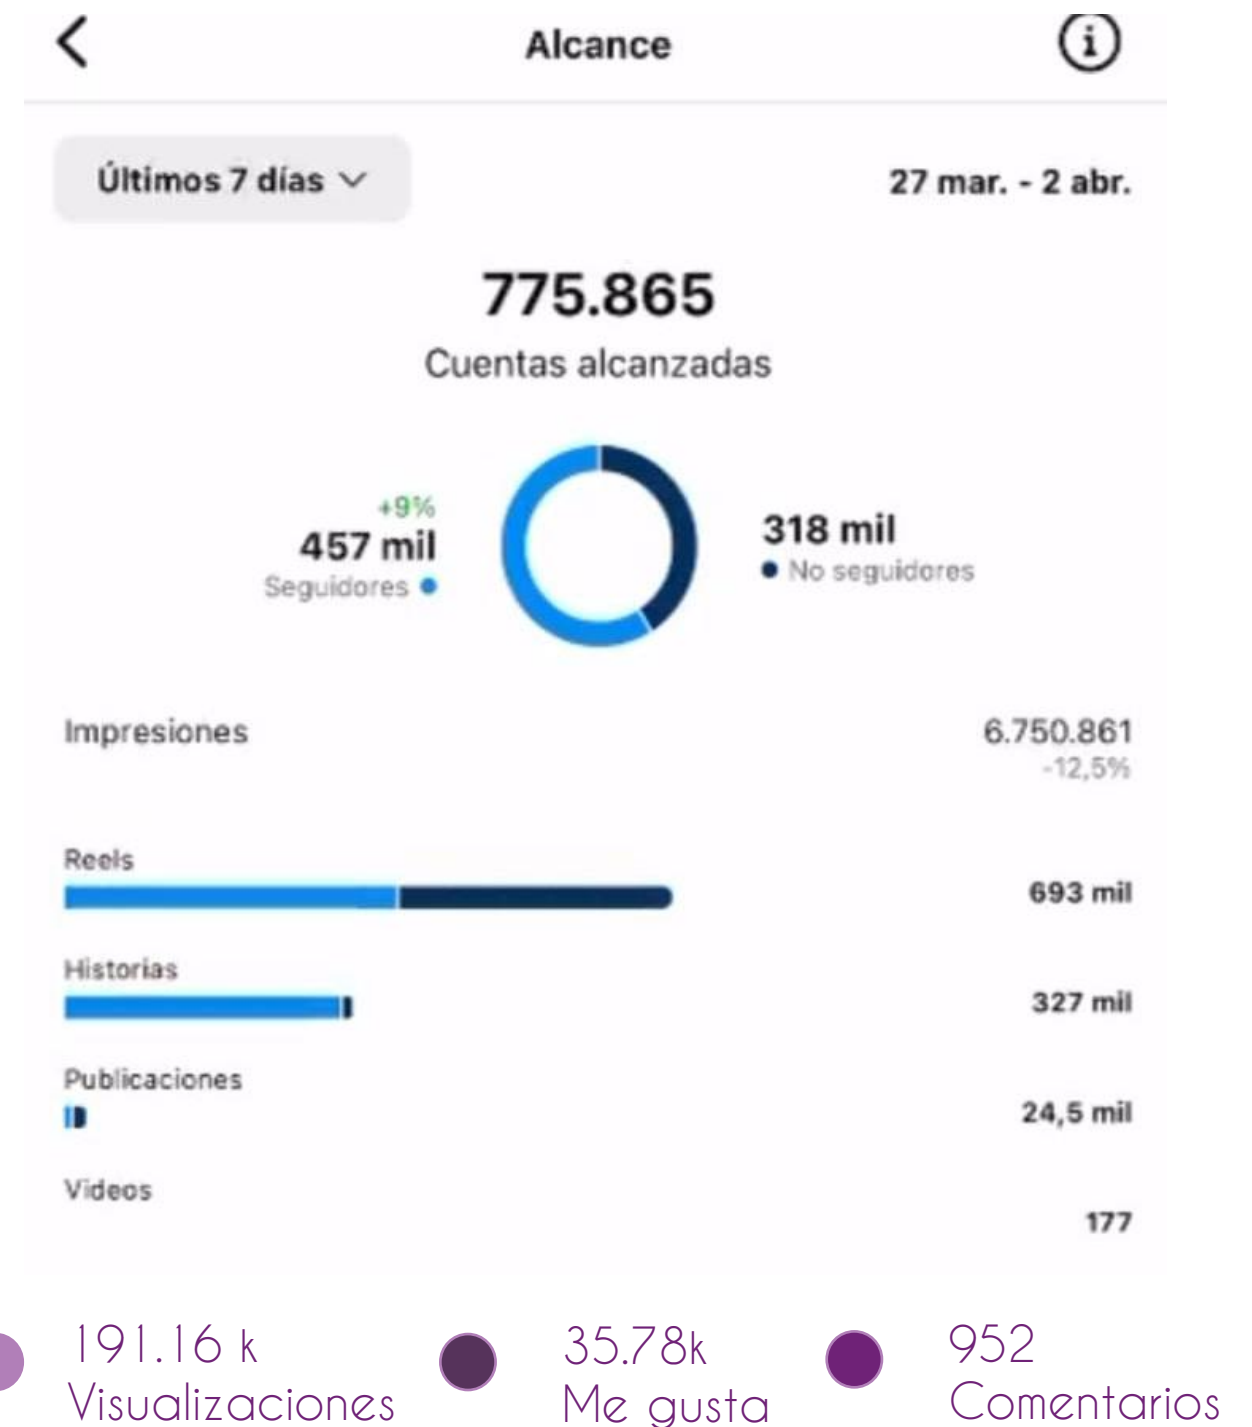 Alcance
Últimos 7 días
27 mar. - 2 abr.
775.865
Cuentas alcanzadas
+9%
457 mil
Seguidores
318 mil
No seguidores
Impresiones
6.750.861
-12,5%
Reels
693 mil
Historias
327 mil
Publicaciones
24,5 mil
Videos
177
191.16 k
Visualizaciones
35.78k
Me gusta
952
Comentarios